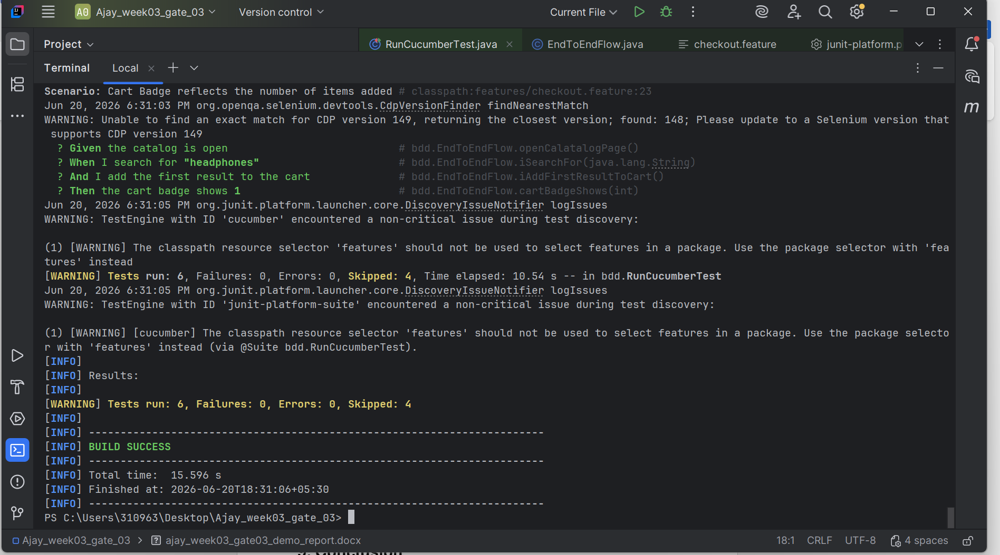 A0 Ajay_week03_gate_03 Version control Current File
Project RunCucumberTest.java EndToEndFlow.java checkout.feature junit-platform.p
Terminal Local
Scenario: Cart Badge reflects the number of items added # classpath:features/checkout.feature:23
Jun 20, 2026 6:31:03 PM org.openqa.selenium.devtools.CdpVersionFinder findNearestMatch
WARNING: Unable to find an exact match for CDP version 149, returning the closest version; found: 148; Please update to a Selenium version that
supports CDP version 149
? Given the catalog is open # bdd.EndToEndFlow.openCalatalogPage()
? When I search for "headphones" # bdd.EndToEndFlow.iSearchFor(java.lang.String)
? And I add the first result to the cart # bdd.EndToEndFlow.iAddFirstResultToCart()
? Then the cart badge shows 1 # bdd.EndToEndFlow.cartBadgeShows(int)
Jun 20, 2026 6:31:05 PM org.junit.platform.launcher.core.DiscoveryIssueNotifier logIssues
WARNING: TestEngine with ID 'cucumber' encountered a non-critical issue during test discovery:
(1) [WARNING] The classpath resource selector 'features' should not be used to select features in a package. Use the package selector with 'fea
tures' instead
[WARNING] Tests run: 6, Failures: 0, Errors: 0, Skipped: 4, Time elapsed: 10.54 s -- in bdd.RunCucumberTest
Jun 20, 2026 6:31:05 PM org.junit.platform.launcher.core.DiscoveryIssueNotifier logIssues
WARNING: TestEngine with ID 'junit-platform-suite' encountered a non-critical issue during test discovery:
(1) [WARNING] [cucumber] The classpath resource selector 'features' should not be used to select features in a package. Use the package selecto
r with 'features' instead (via @Suite bdd.RunCucumberTest).
[INFO]
[INFO] Results:
[INFO]
[WARNING] Tests run: 6, Failures: 0, Errors: 0, Skipped: 4
[INFO]
[INFO] ------------------------------------------------------------------------
[INFO] BUILD SUCCESS
[INFO] ------------------------------------------------------------------------
[INFO] Total time:  15.596 s
[INFO] Finished at: 2026-06-20T18:31:06+05:30
[INFO] ------------------------------------------------------------------------
PS C:\Users\310963\Desktop\Ajay_week03_gate_03>
Ajay_week03_gate_03 > ajay_week03_gate03_demo_report.docx 18:1 CRLF UTF-8 4 spaces